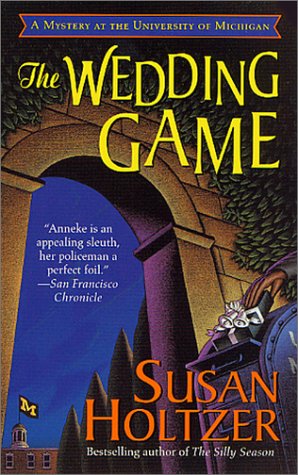 A MYSTERY AT THE UNIVERSITY OF MICHIGAN
The WEDDING
GAME
"Anneke is an
appealing sleuth,
her policeman a
perfect foil."
—San Francisco
Chronicle
SUSAN
HOLTZER
Bestselling author of The Silly Season
M